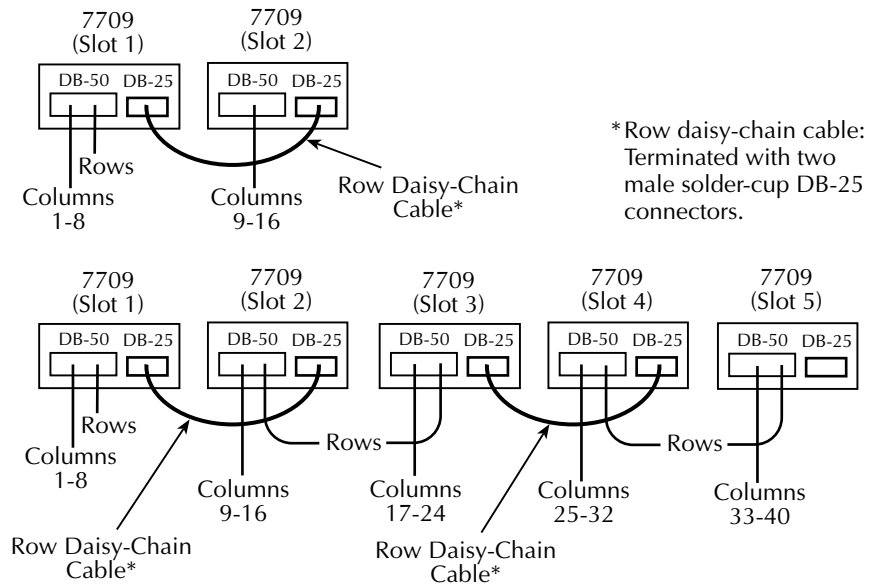 7709
(Slot 1)
7709
(Slot 2)
DB-50 DB-25
DB-50 DB-25
Rows
Columns
1-8
Columns
9-16
Row Daisy-Chain
Cable*
*Row daisy-chain cable:
Terminated with two
male solder-cup DB-25
connectors.
7709
(Slot 1)
7709
(Slot 2)
7709
(Slot 3)
7709
(Slot 4)
7709
(Slot 5)
DB-50 DB-25
DB-50 DB-25
DB-50 DB-25
DB-50 DB-25
DB-50 DB-25
Rows
Rows
Rows
Columns
1-8
Columns
9-16
Columns
17-24
Columns
25-32
Columns
33-40
Row Daisy-Chain
Cable*
Row Daisy-Chain
Cable*